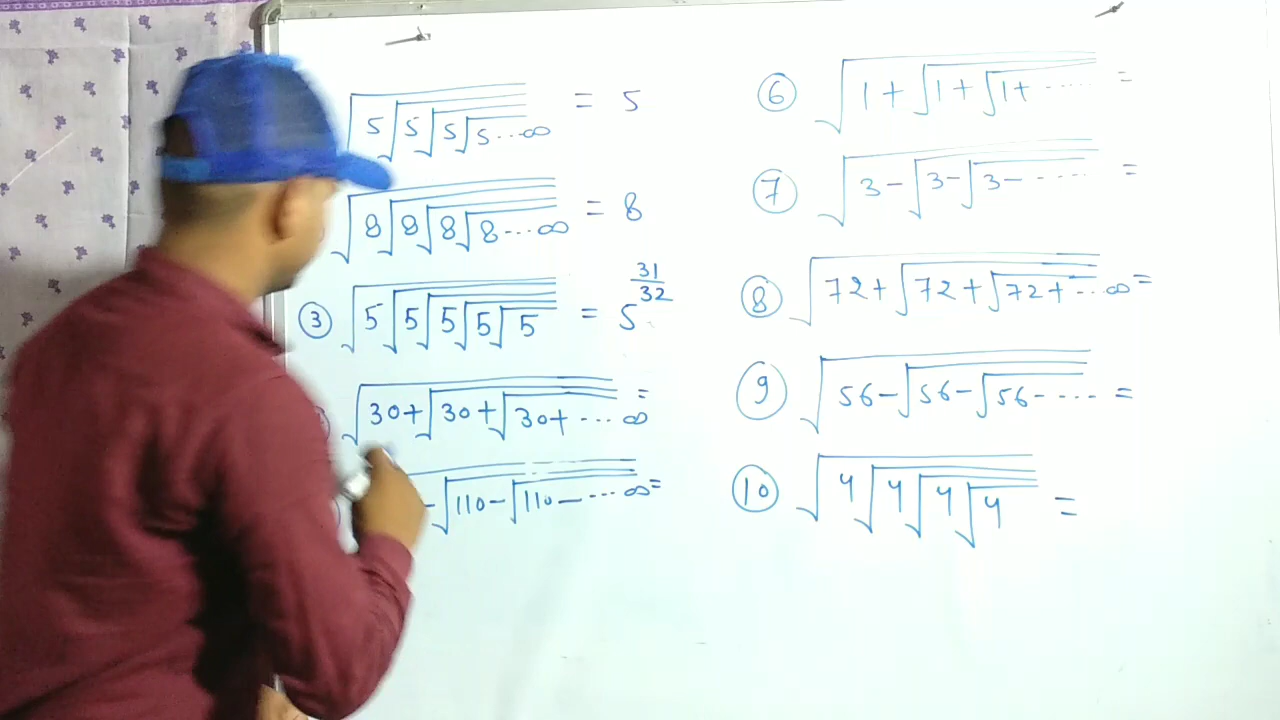 √5√5√5√5...∞ = 5
√8√8√8√8...∞ = 8
③ √5√5√5√5√5 = 5^(31/32)
√30+√30+√30+...∞ =
-√110-√110-...∞ =
⑥ √1+√1+√1+..... =
⑦ √3-√3-√3-..... =
⑧ √72+√72+√72+...∞ =
⑨ √56-√56-√56-.... =
⑩ √4√4√4√4 =